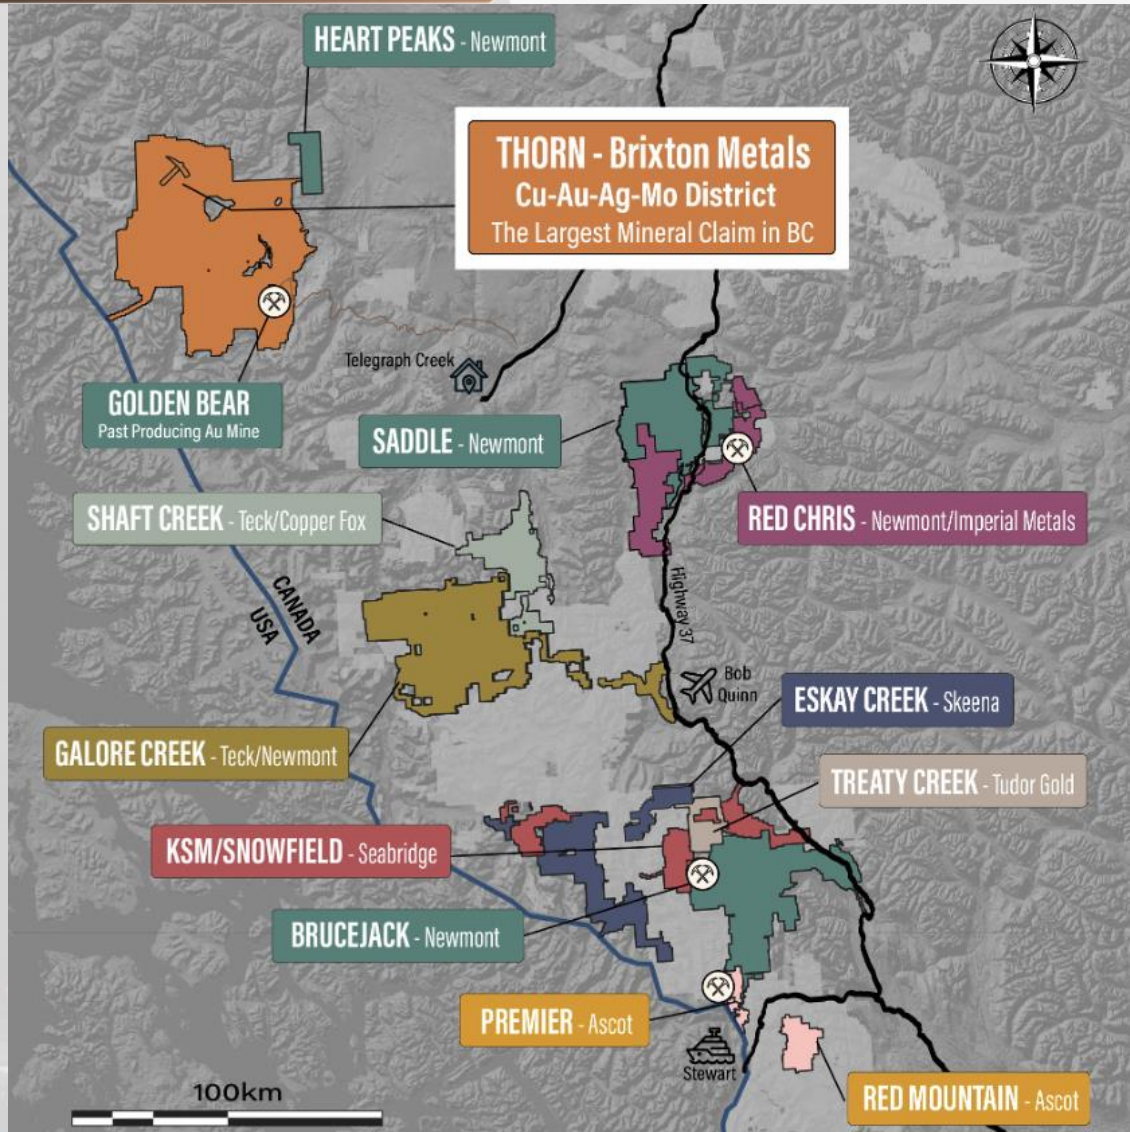 HEART PEAKS - Newmont
THORN - Brixton Metals
Cu-Au-Ag-Mo District
The Largest Mineral Claim in BC
Telegraph Creek
GOLDEN BEAR
Past Producing Au Mine
SADDLE - Newmont
SHAFT CREEK - Teck/Copper Fox
RED CHRIS - Newmont/Imperial Metals
CANADA
USA
Highway 37
Bob
Quinn
ESKAY CREEK - Skeena
GALORE CREEK - Teck/Newmont
TREATY CREEK - Tudor Gold
KSM/SNOWFIELD - Seabridge
BRUCEJACK - Newmont
PREMIER - Ascot
Stewart
100km
RED MOUNTAIN - Ascot